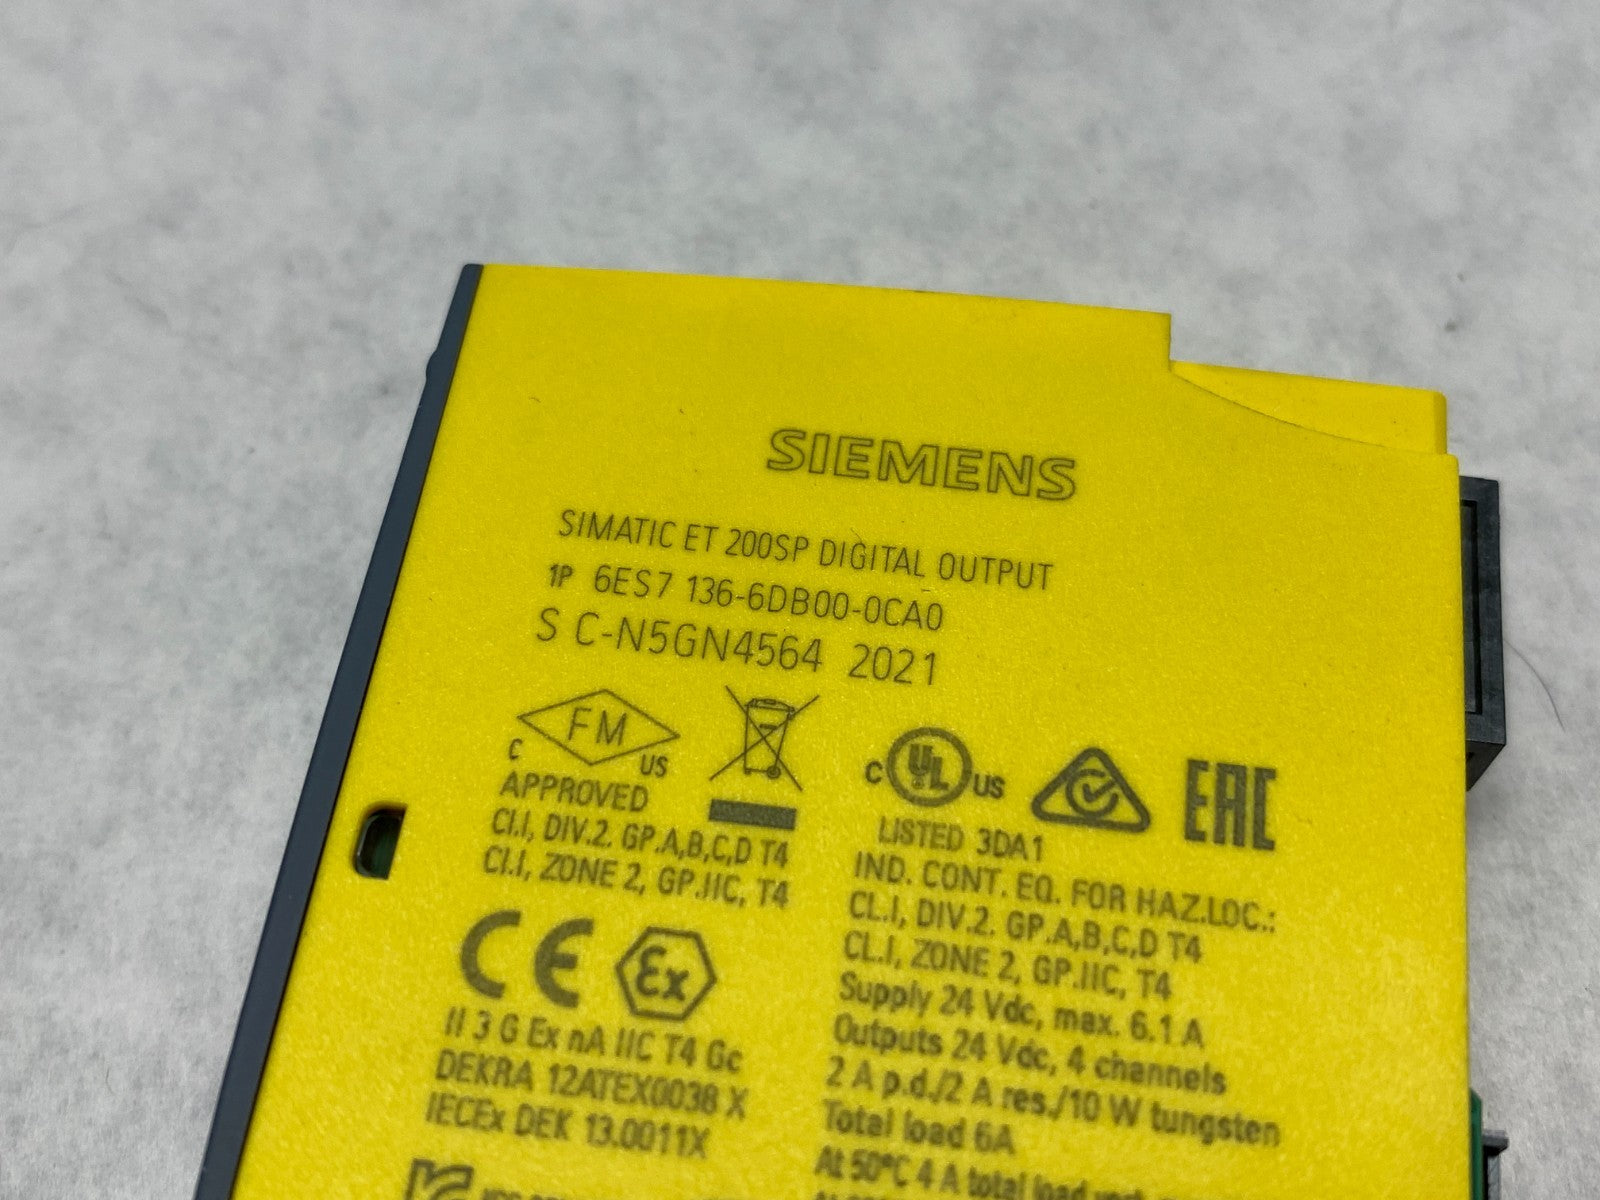 SIEMENS
SIMATIC ET 200SP DIGITAL OUTPUT
1P 6ES7 136-6DB00-0CA0
S C-N5GN4564 2021
FM
C US
APPROVED
CI.I, DIV.2. GP.A,B,C,D T4
CI.I, ZONE 2, GP.IIC, T4
CE Ex
II 3 G Ex nA IIC T4 Gc
DEKRA 12ATEX0038 X
IECEx DEK 13.0011X
C UL US EAC
LISTED 3DA1
IND. CONT. EQ. FOR HAZ.LOC.:
CL.I, DIV.2. GP.A,B,C,D T4
CL.I, ZONE 2, GP.IIC, T4
Supply 24 Vdc, max. 6.1 A
Outputs 24 Vdc, 4 channels
2 A p.d./2 A res./10 W tungsten
Total load 6A
At 50°C 4 A total load